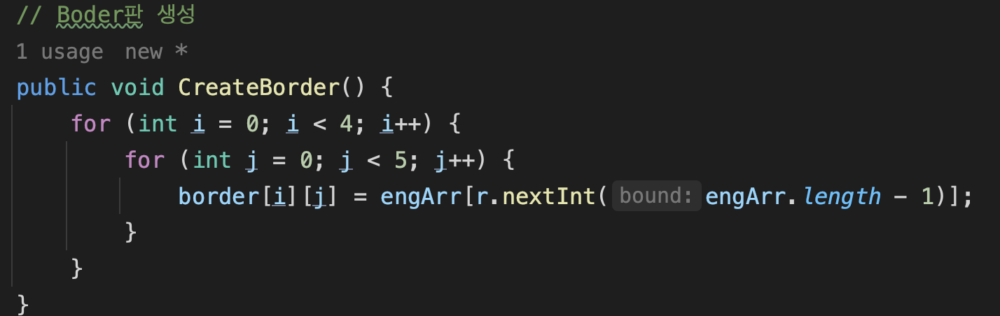 // Boder판 생성
1 usage new *
public void CreateBorder() {
for (int i = 0; i < 4; i++) {
for (int j = 0; j < 5; j++) {
border[i][j] = engArr[r.nextInt( bound: engArr.length - 1)];
}
}
}